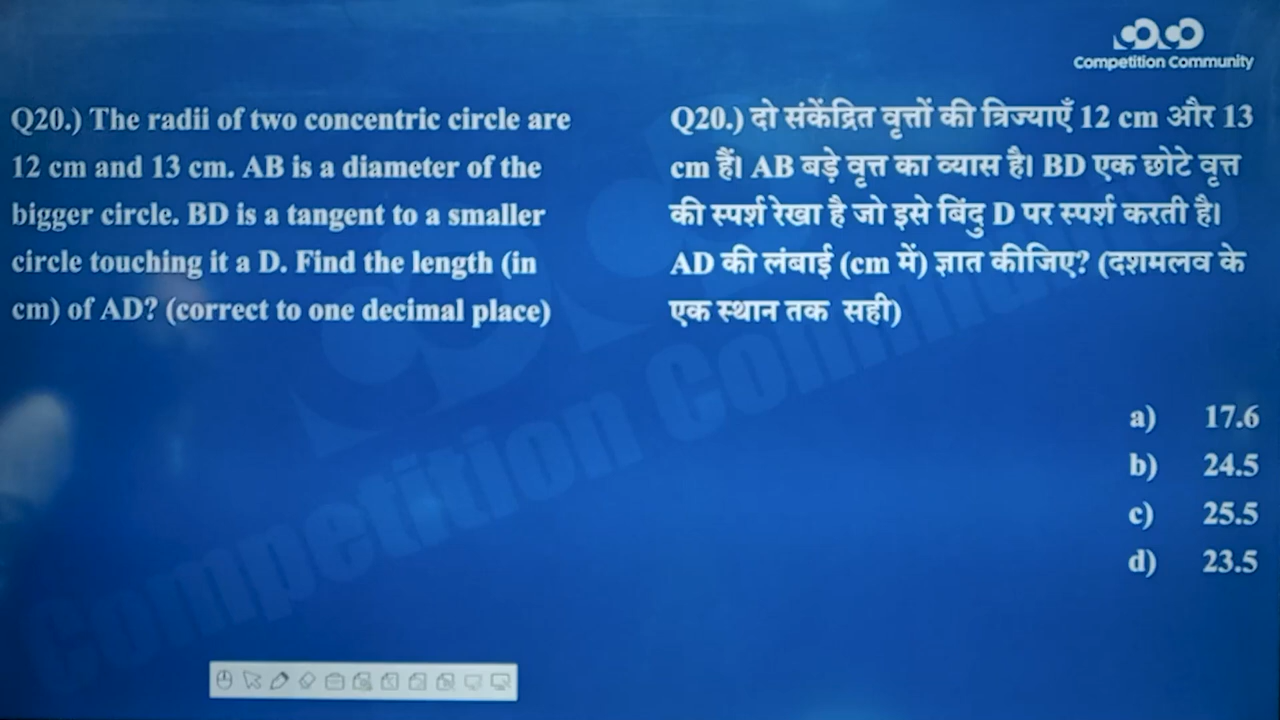 Competition Community
Q20.) The radii of two concentric circle are
12 cm and 13 cm. AB is a diameter of the
bigger circle. BD is a tangent to a smaller
circle touching it a D. Find the length (in
cm) of AD? (correct to one decimal place)
Q20.) दो संकेंद्रित वृत्तों की त्रिज्याएँ 12 cm और 13
cm हैं। AB बड़े वृत्त का व्यास है। BD एक छोटे वृत्त
की स्पर्श रेखा है जो इसे बिंदु D पर स्पर्श करती है।
AD की लंबाई (cm में) ज्ञात कीजिए? (दशमलव के
एक स्थान तक सही)
a) 17.6
b) 24.5
c) 25.5
d) 23.5
Competition Community